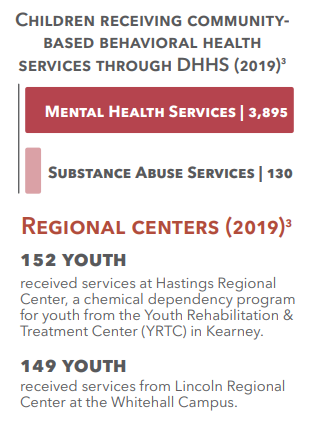 Children receiving community-
based behavioral health
services through DHHS (2019)³
Mental Health Services | 3,895
Substance Abuse Services | 130
Regional centers (2019)³
152 YOUTH
received services at Hastings Regional
Center, a chemical dependency program
for youth from the Youth Rehabilitation &
Treatment Center (YRTC) in Kearney.
149 YOUTH
received services from Lincoln Regional
Center at the Whitehall Campus.